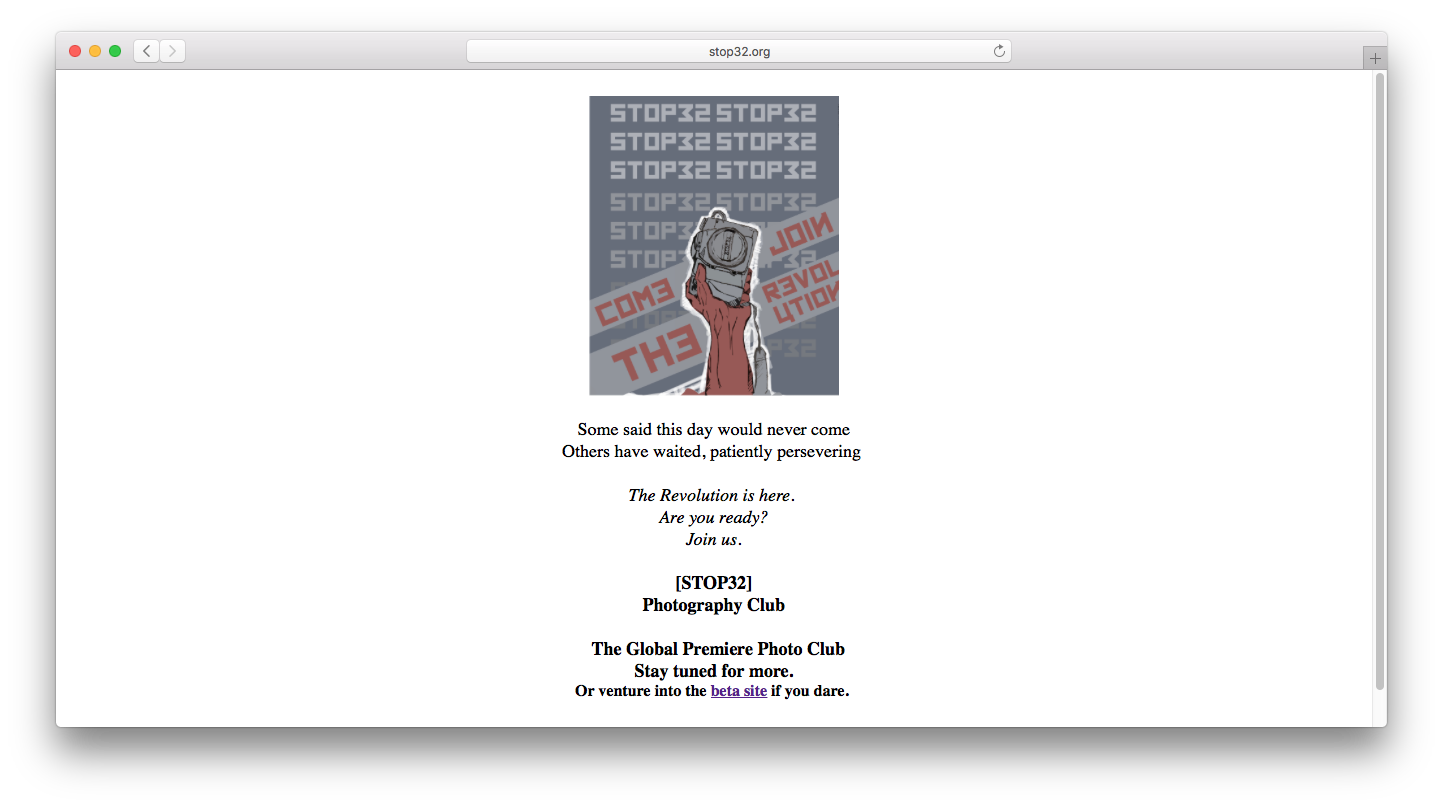 stop32.org
STOP32 STOP32
STOP32 STOP32
STOP32 STOP32
STOP32 STOP32
STOP32
STOP32
COME
JOIN
THE
REVOL
UTION
STOP32
Some said this day would never come
Others have waited, patiently persevering
The Revolution is here.
Are you ready?
Join us.
[STOP32]
Photography Club
The Global Premiere Photo Club
Stay tuned for more.
Or venture into the beta site if you dare.